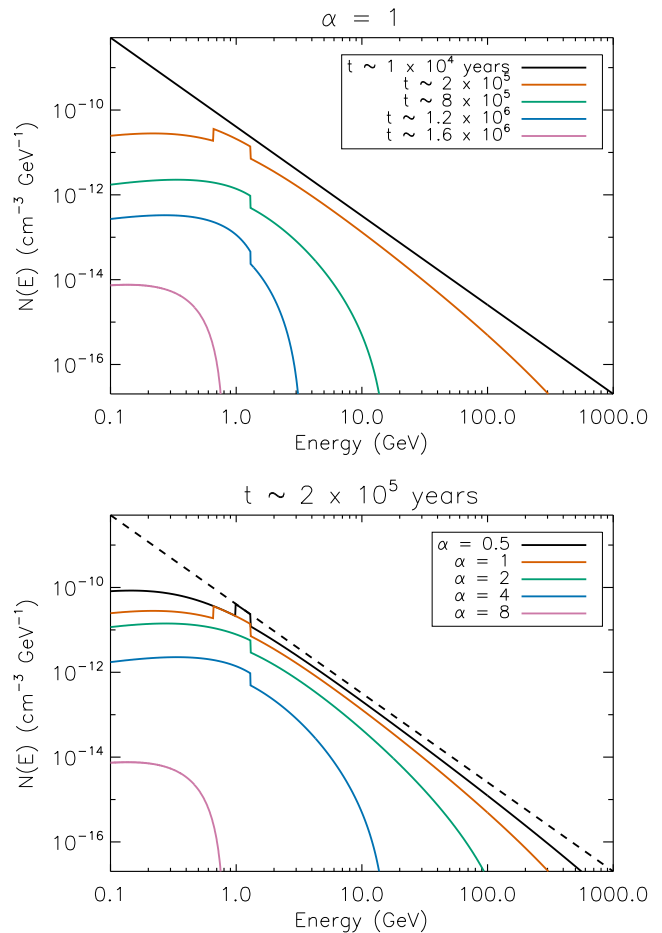 α = 1
t ~ 1 x 10⁴ years
t ~ 2 x 10⁵
t ~ 8 x 10⁵
t ~ 1.2 x 10⁶
t ~ 1.6 x 10⁶
N(E) (cm⁻³ GeV⁻¹)
10⁻¹⁰
10⁻¹²
10⁻¹⁴
10⁻¹⁶
0.1 1.0 10.0 100.0 1000.0
Energy (GeV)
t ~ 2 x 10⁵ years
α = 0.5
α = 1
α = 2
α = 4
α = 8
N(E) (cm⁻³ GeV⁻¹)
10⁻¹⁰
10⁻¹²
10⁻¹⁴
10⁻¹⁶
0.1 1.0 10.0 100.0 1000.0
Energy (GeV)